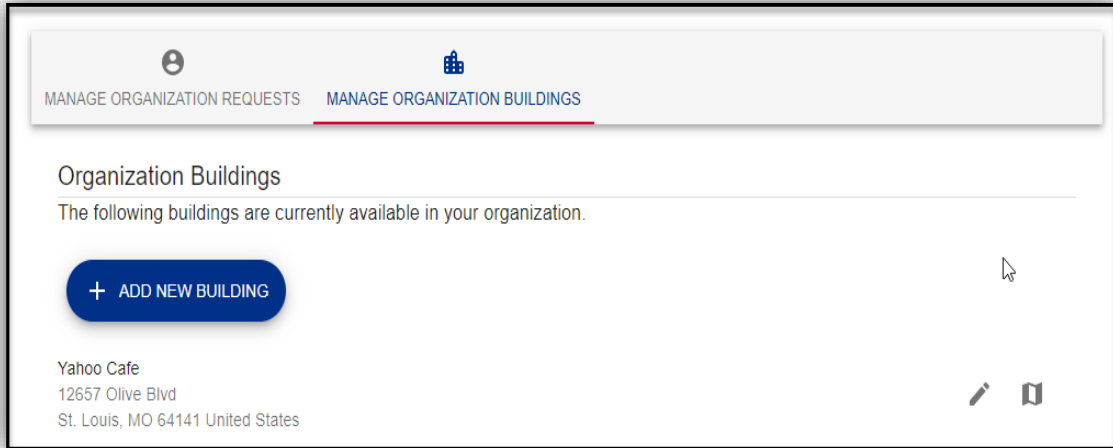 MANAGE ORGANIZATION REQUESTS MANAGE ORGANIZATION BUILDINGS
Organization Buildings
The following buildings are currently available in your organization.
+ ADD NEW BUILDING
Yahoo Cafe
12657 Olive Blvd
St. Louis, MO 64141 United States